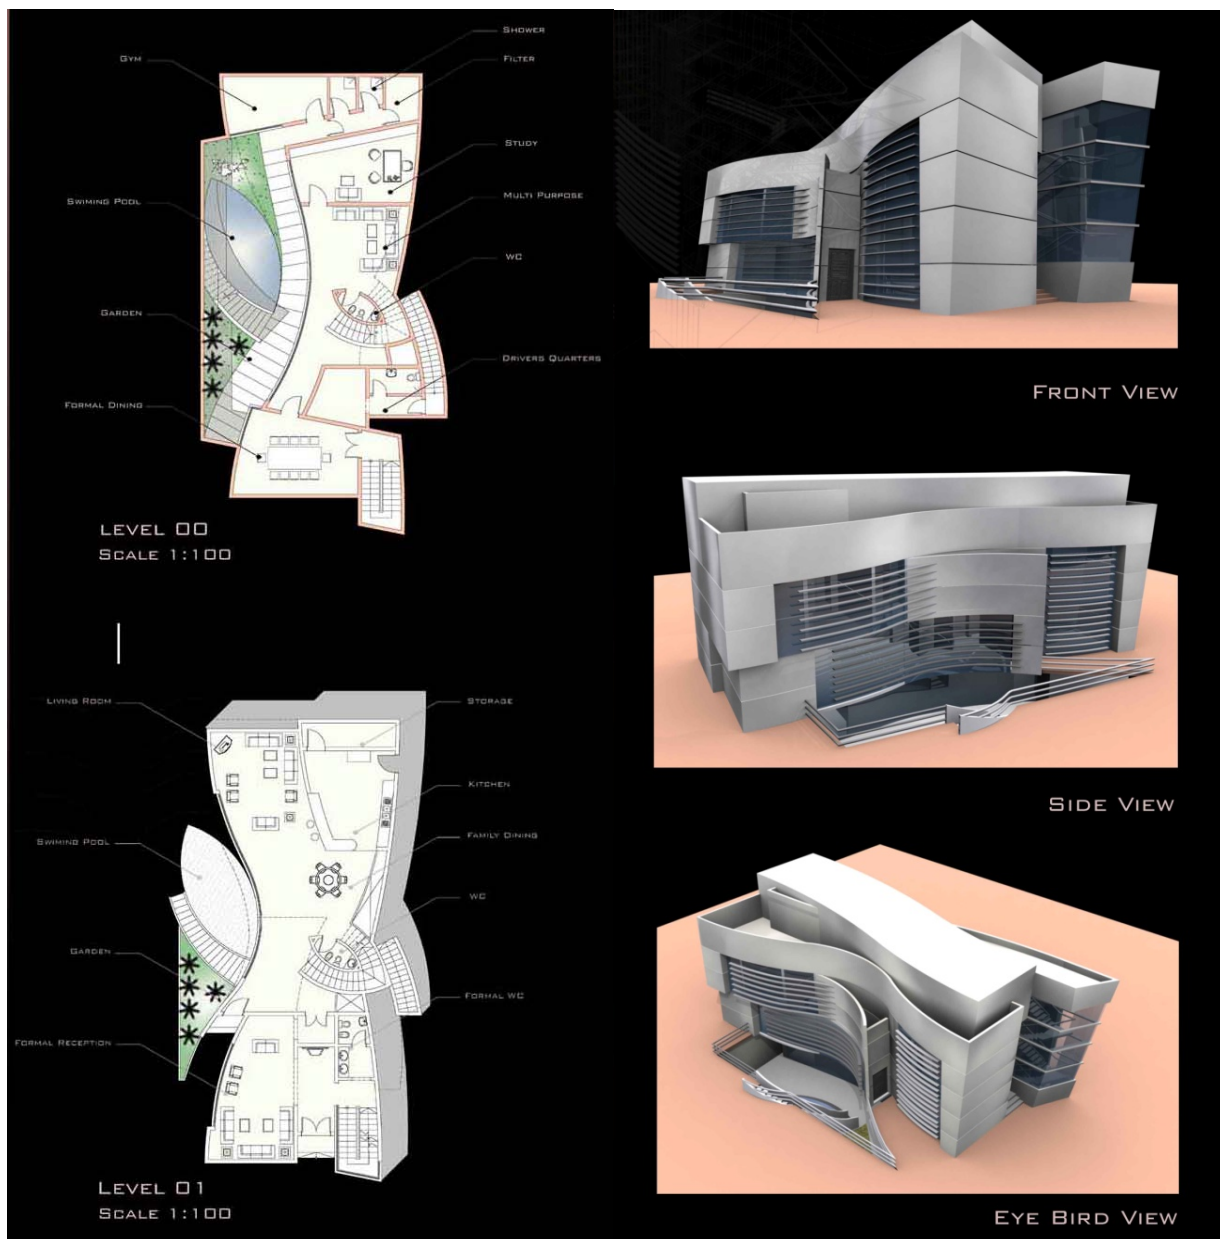 Shower
Gym
Filter
Study
Multi Purpose
Swiming Pool
WC
Garden
Drivers Quarters
Formal Dining
Level 00
Scale 1:100
Front View
Living Room
Storage
Kitchen
Swiming Pool
Family Dining
WC
Garden
Formal WC
Formal Reception
Level 01
Scale 1:100
Side View
Eye Bird View